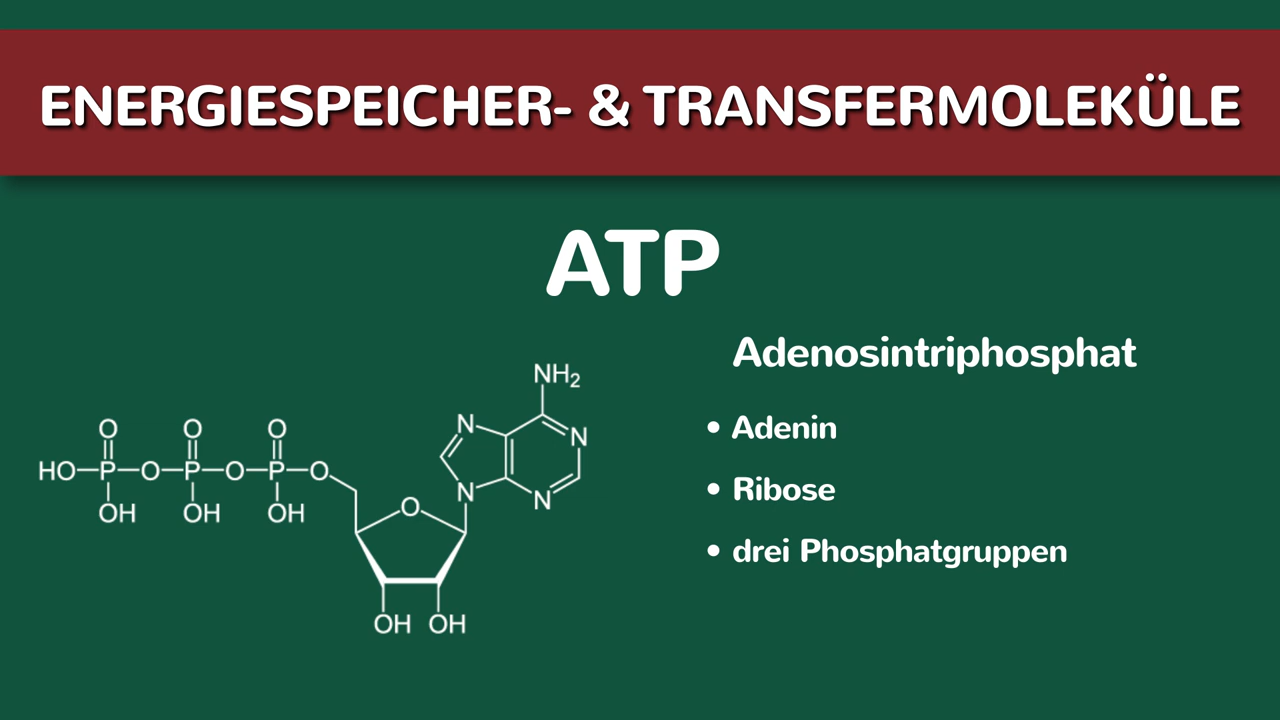 ENERGIESPEICHER- & TRANSFERMOLEKÜLE
ATP
Adenosintriphosphat
• Adenin
• Ribose
• drei Phosphatgruppen
NH₂
N
N
N
N
O O O
HO P O P O P O
OH OH OH
O
OH OH